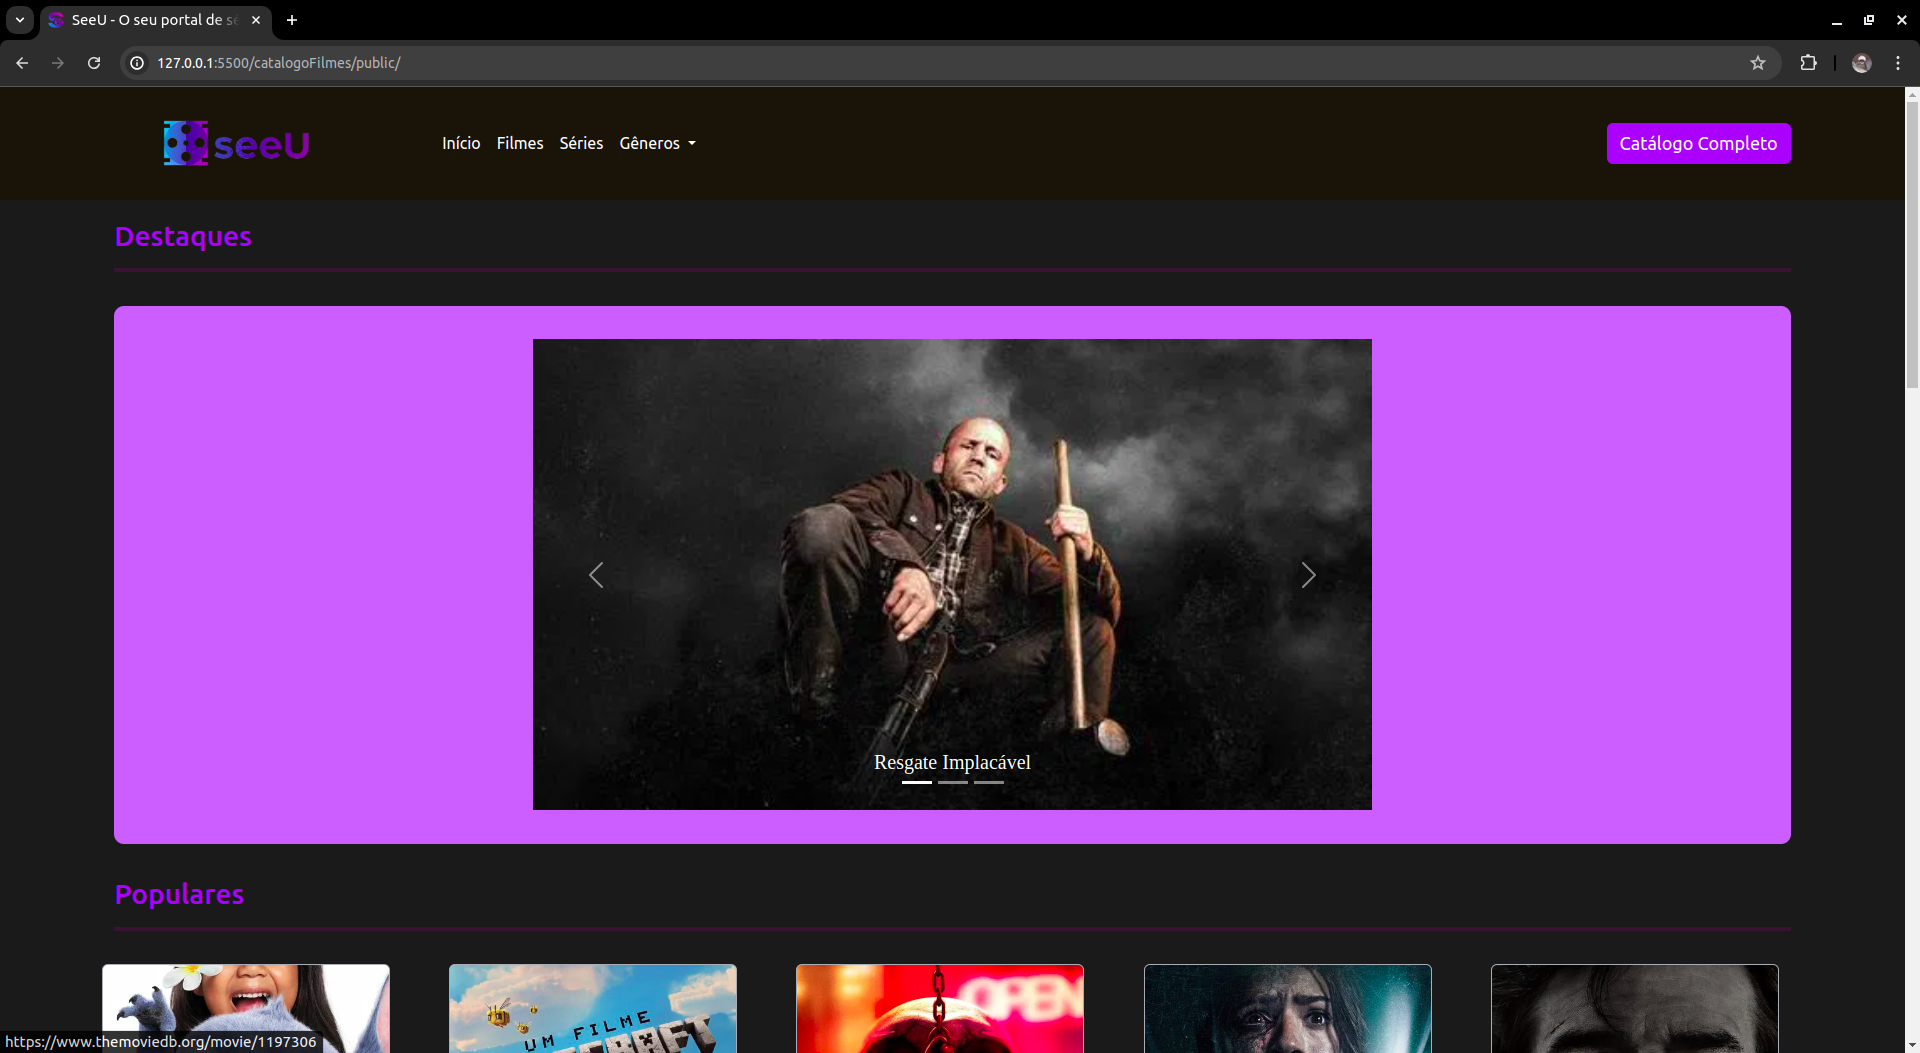 SeeU - O seu portal de sé
127.0.0.1:5500/catalogoFilmes/public/
seeU
Início Filmes Séries Gêneros
Catálogo Completo
Destaques
Resgate Implacável
Populares
OPEN
UM FILME
https://www.themoviedb.org/movie/1197306